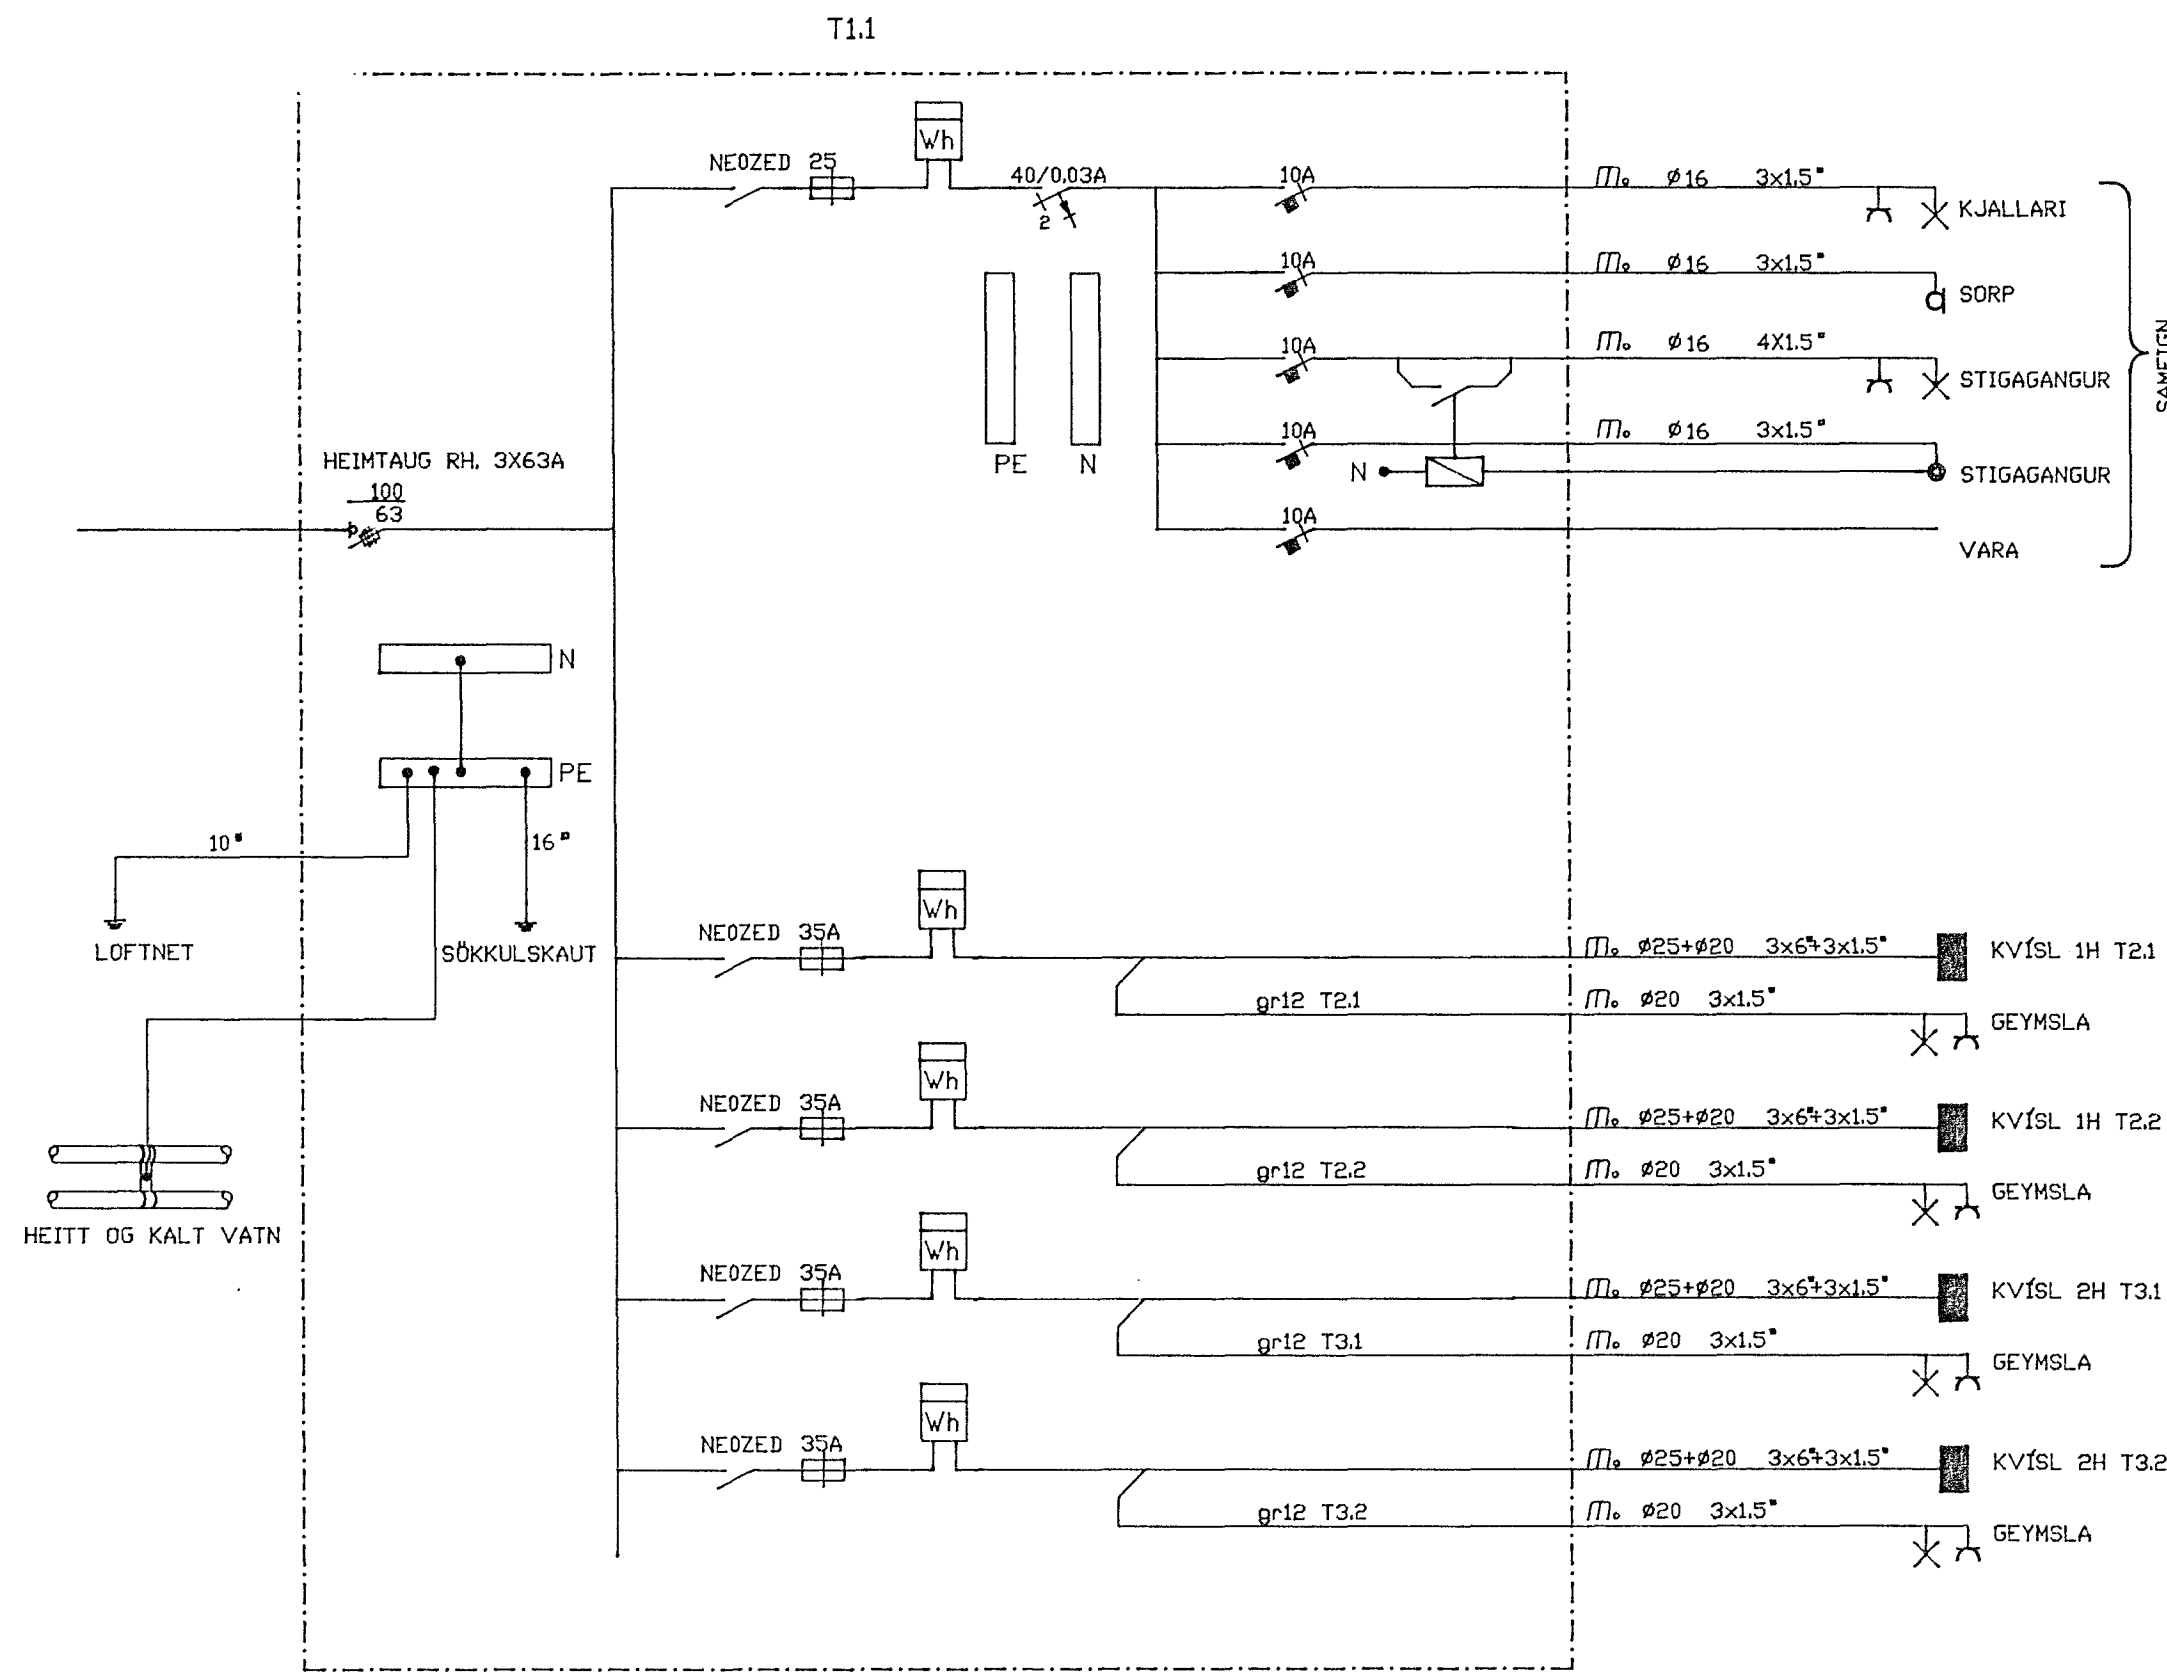 T1.1
Wh
NEOZED 25
40/0.03A
2
10A
ø16 3x1.5"
KJALLARI
10A
ø16 3x1.5"
SORP
10A
ø16 4X1.5"
STIGAGANGUR
10A
ø16 3x1.5"
PE N
N
STIGAGANGUR
10A
VARA
SAMEIGN
HEIMTAUG RH. 3X63A
100
63
N
PE
10"
16"
LOFTNET
SÖKKULSKAUT
HEITT OG KALT VATN
Wh
NEOZED 35A
ø25+ø20 3x6"+3x1.5"
KVÍSL 1H T2.1
gr12 T2.1
ø20 3x1.5"
GEYMSLA
Wh
NEOZED 35A
ø25+ø20 3x6"+3x1.5"
KVÍSL 1H T2.2
gr12 T2.2
ø20 3x1.5"
GEYMSLA
Wh
NEOZED 35A
ø25+ø20 3x6"+3x1.5"
KVÍSL 2H T3.1
gr12 T3.1
ø20 3x1.5"
GEYMSLA
Wh
NEOZED 35A
ø25+ø20 3x6"+3x1.5"
KVÍSL 2H T3.2
gr12 T3.2
ø20 3x1.5"
GEYMSLA